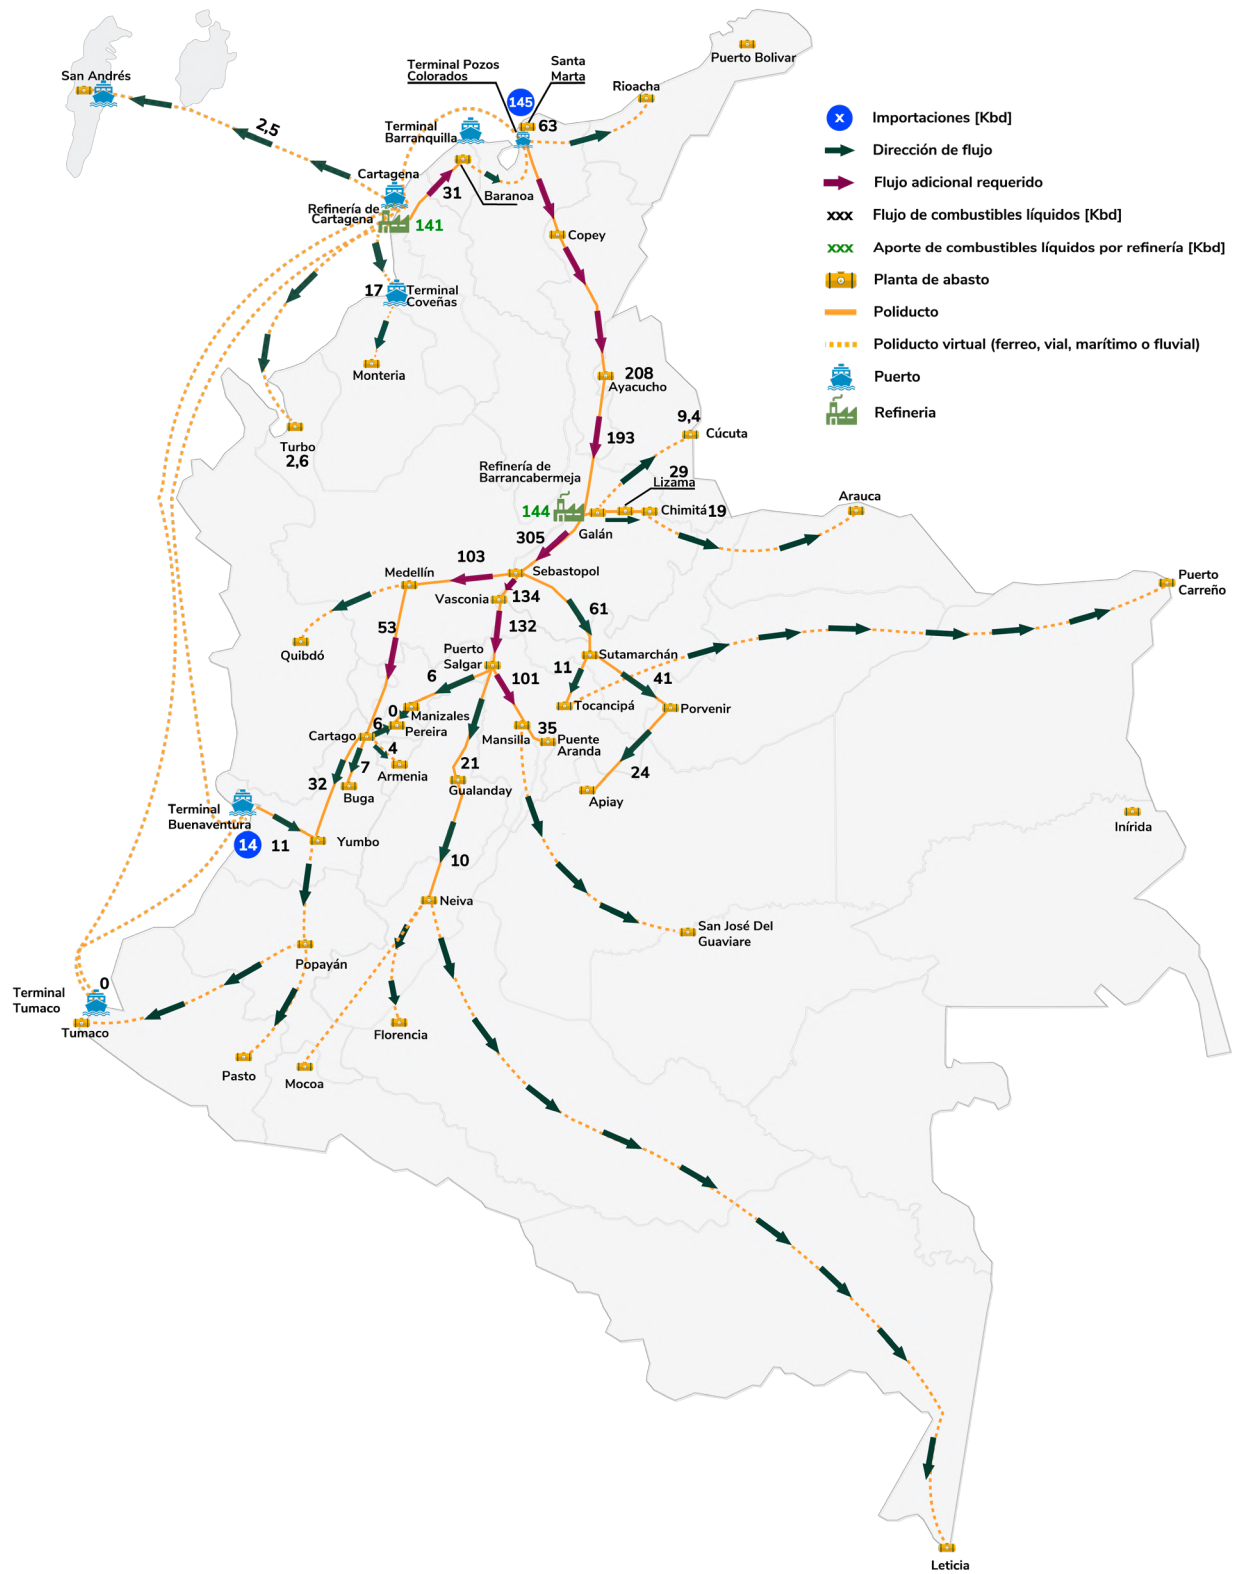 San Andrés
2,5
Terminal Pozos
Colorados
Santa
Marta
145
63
Puerto Bolivar
Rioacha
Terminal
Barranquilla
Cartagena
Refinería de
Cartagena
141
31
Baranoa
Copey
17
Terminal
Coveñas
Monteria
Turbo
2,6
208
Ayacucho
193
9,4
Cúcuta
Refinería de
Barrancabermeja
29
Lizama
144
Galán
Chimitá
19
Arauca
305
103
Medellín
Sebastopol
Vasconia
134
Puerto
Carreño
Quibdó
53
132
61
Puerto
Salgar
Sutamarchán
6
101
11
41
0
Manizales
Tocancipá
Porvenir
6
Pereira
Cartago
Mansilla
35
Puente
Aranda
4
Armenia
7
32
Buga
21
Gualanday
24
Apiay
Terminal
Buenaventura
14
11
Yumbo
Inírida
10
Neiva
San José Del
Guaviare
Popayán
0
Terminal
Tumaco
Tumaco
Florencia
Pasto
Mocoa
Leticia
x
Importaciones [Kbd]
Dirección de flujo
Flujo adicional requerido
xxx
Flujo de combustibles líquidos [Kbd]
xxx
Aporte de combustibles líquidos por refinería [Kbd]
Planta de abasto
Poliducto
Poliducto virtual (ferreo, vial, marítimo o fluvial)
Puerto
Refineria